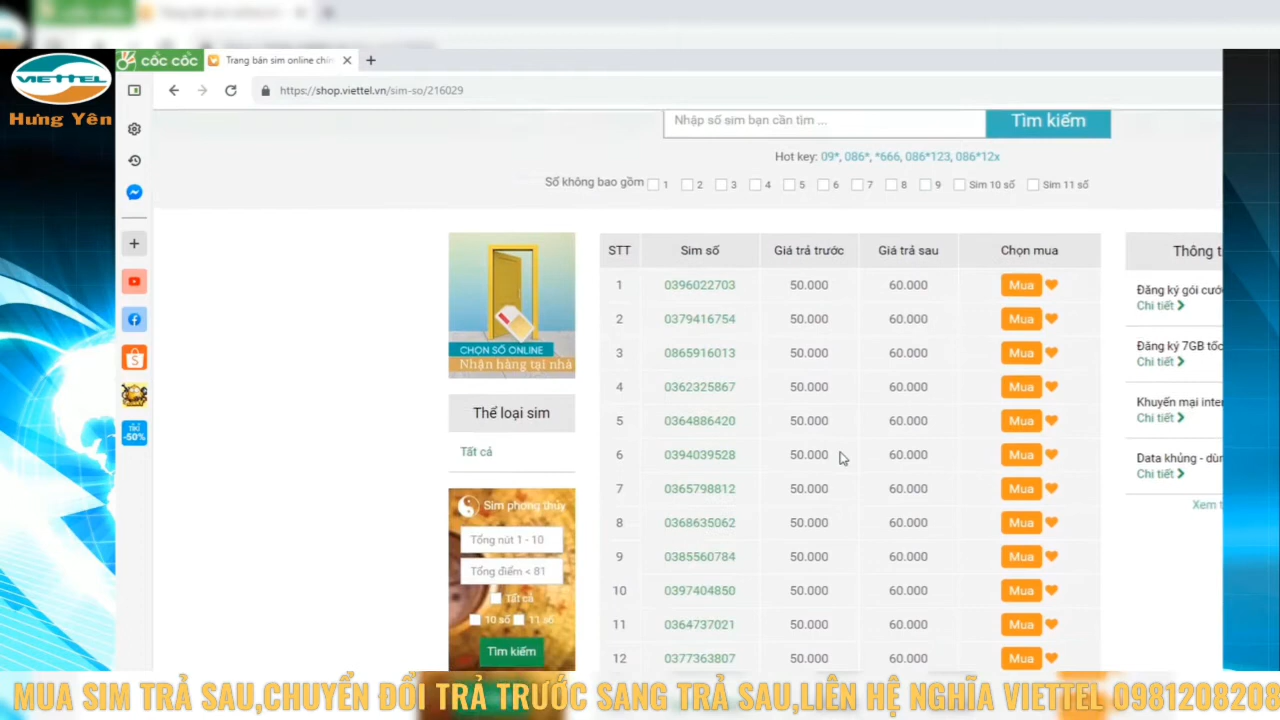 VIETTEL
Hưng Yên
cốc cốc
Trang bán sim online chín
https://shop.viettel.vn/sim-so/216029
Nhập số sim bạn cần tìm ...
Tìm kiếm
Hot key: 09*, 086*, *666, 086*123, 086*12x
Số không bao gồm 1 2 3 4 5 6 7 8 9 Sim 10 số Sim 11 số
CHỌN SỐ ONLINE
Nhận hàng tại nhà
Thể loại sim
Tất cả
Sim phong thủy
Tổng nút 1 - 10
Tổng điểm < 81
Tất cả
10 số 11 số
Tìm kiếm
STT Sim số Giá trả trước Giá trả sau Chọn mua
1 0396022703 50.000 60.000 Mua
2 0379416754 50.000 60.000 Mua
3 0865916013 50.000 60.000 Mua
4 0362325867 50.000 60.000 Mua
5 0364886420 50.000 60.000 Mua
6 0394039528 50.000 60.000 Mua
7 0365798812 50.000 60.000 Mua
8 0368635062 50.000 60.000 Mua
9 0385560784 50.000 60.000 Mua
10 0397404850 50.000 60.000 Mua
11 0364737021 50.000 60.000 Mua
12 0377363807 50.000 60.000 Mua
Thông t
Đăng ký gói cướ
Chi tiết
Đăng ký 7GB tốc
Chi tiết
Khuyến mại inter
Chi tiết
Data khủng - dùn
Chi tiết
Xem t
TIKI
-50%
MUA SIM TRẢ SAU,CHUYỂN ĐỔI TRẢ TRƯỚC SANG TRẢ SAU,LIÊN HỆ NGHĨA VIETTEL 0981208208